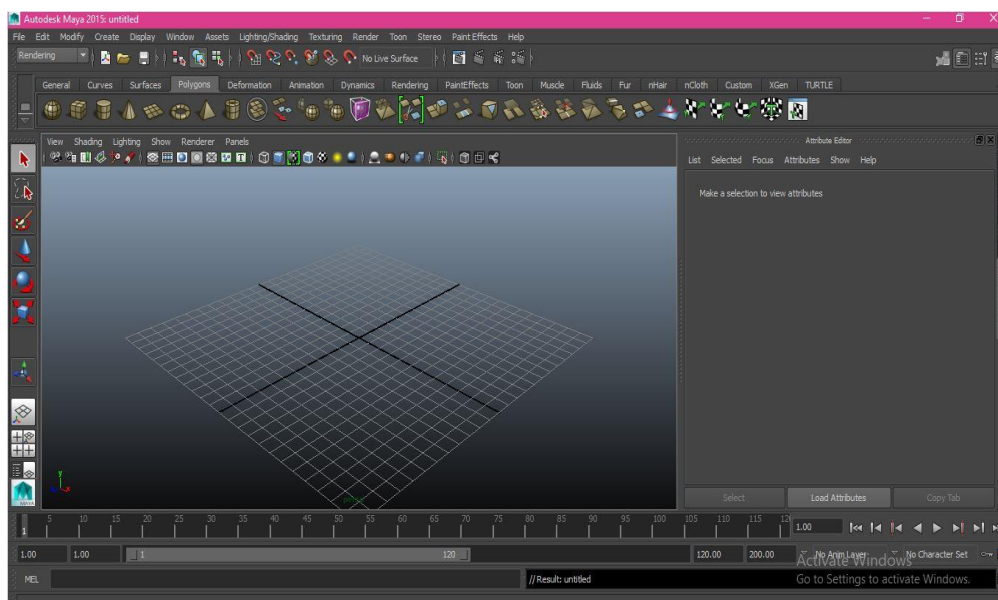 Autodesk Maya 2015: untitled
File Edit Modify Create Display Window Assets Lighting/Shading Texturing Render Toon Stereo Paint Effects Help
Rendering No Live Surface
General Curves Surfaces Polygons Deformation Animation Dynamics Rendering PaintEffects Toon Muscle Fluids Fur nHair nCloth Custom XGen TURTLE
View Shading Lighting Show Renderer Panels
Attribute Editor
List Selected Focus Attributes Show Help
Make a selection to view attributes
y
x
persp
MAYA
Select Load Attributes Copy Tab
1 5 10 15 20 25 30 35 40 45 50 55 60 65 70 75 80 85 90 95 100 105 110 115 12 1.00
1.00 1.00 1 120 120.00 200.00 No Anim Layer No Character Set
Activate Windows
MEL // Result: untitled
Go to Settings to activate Windows.